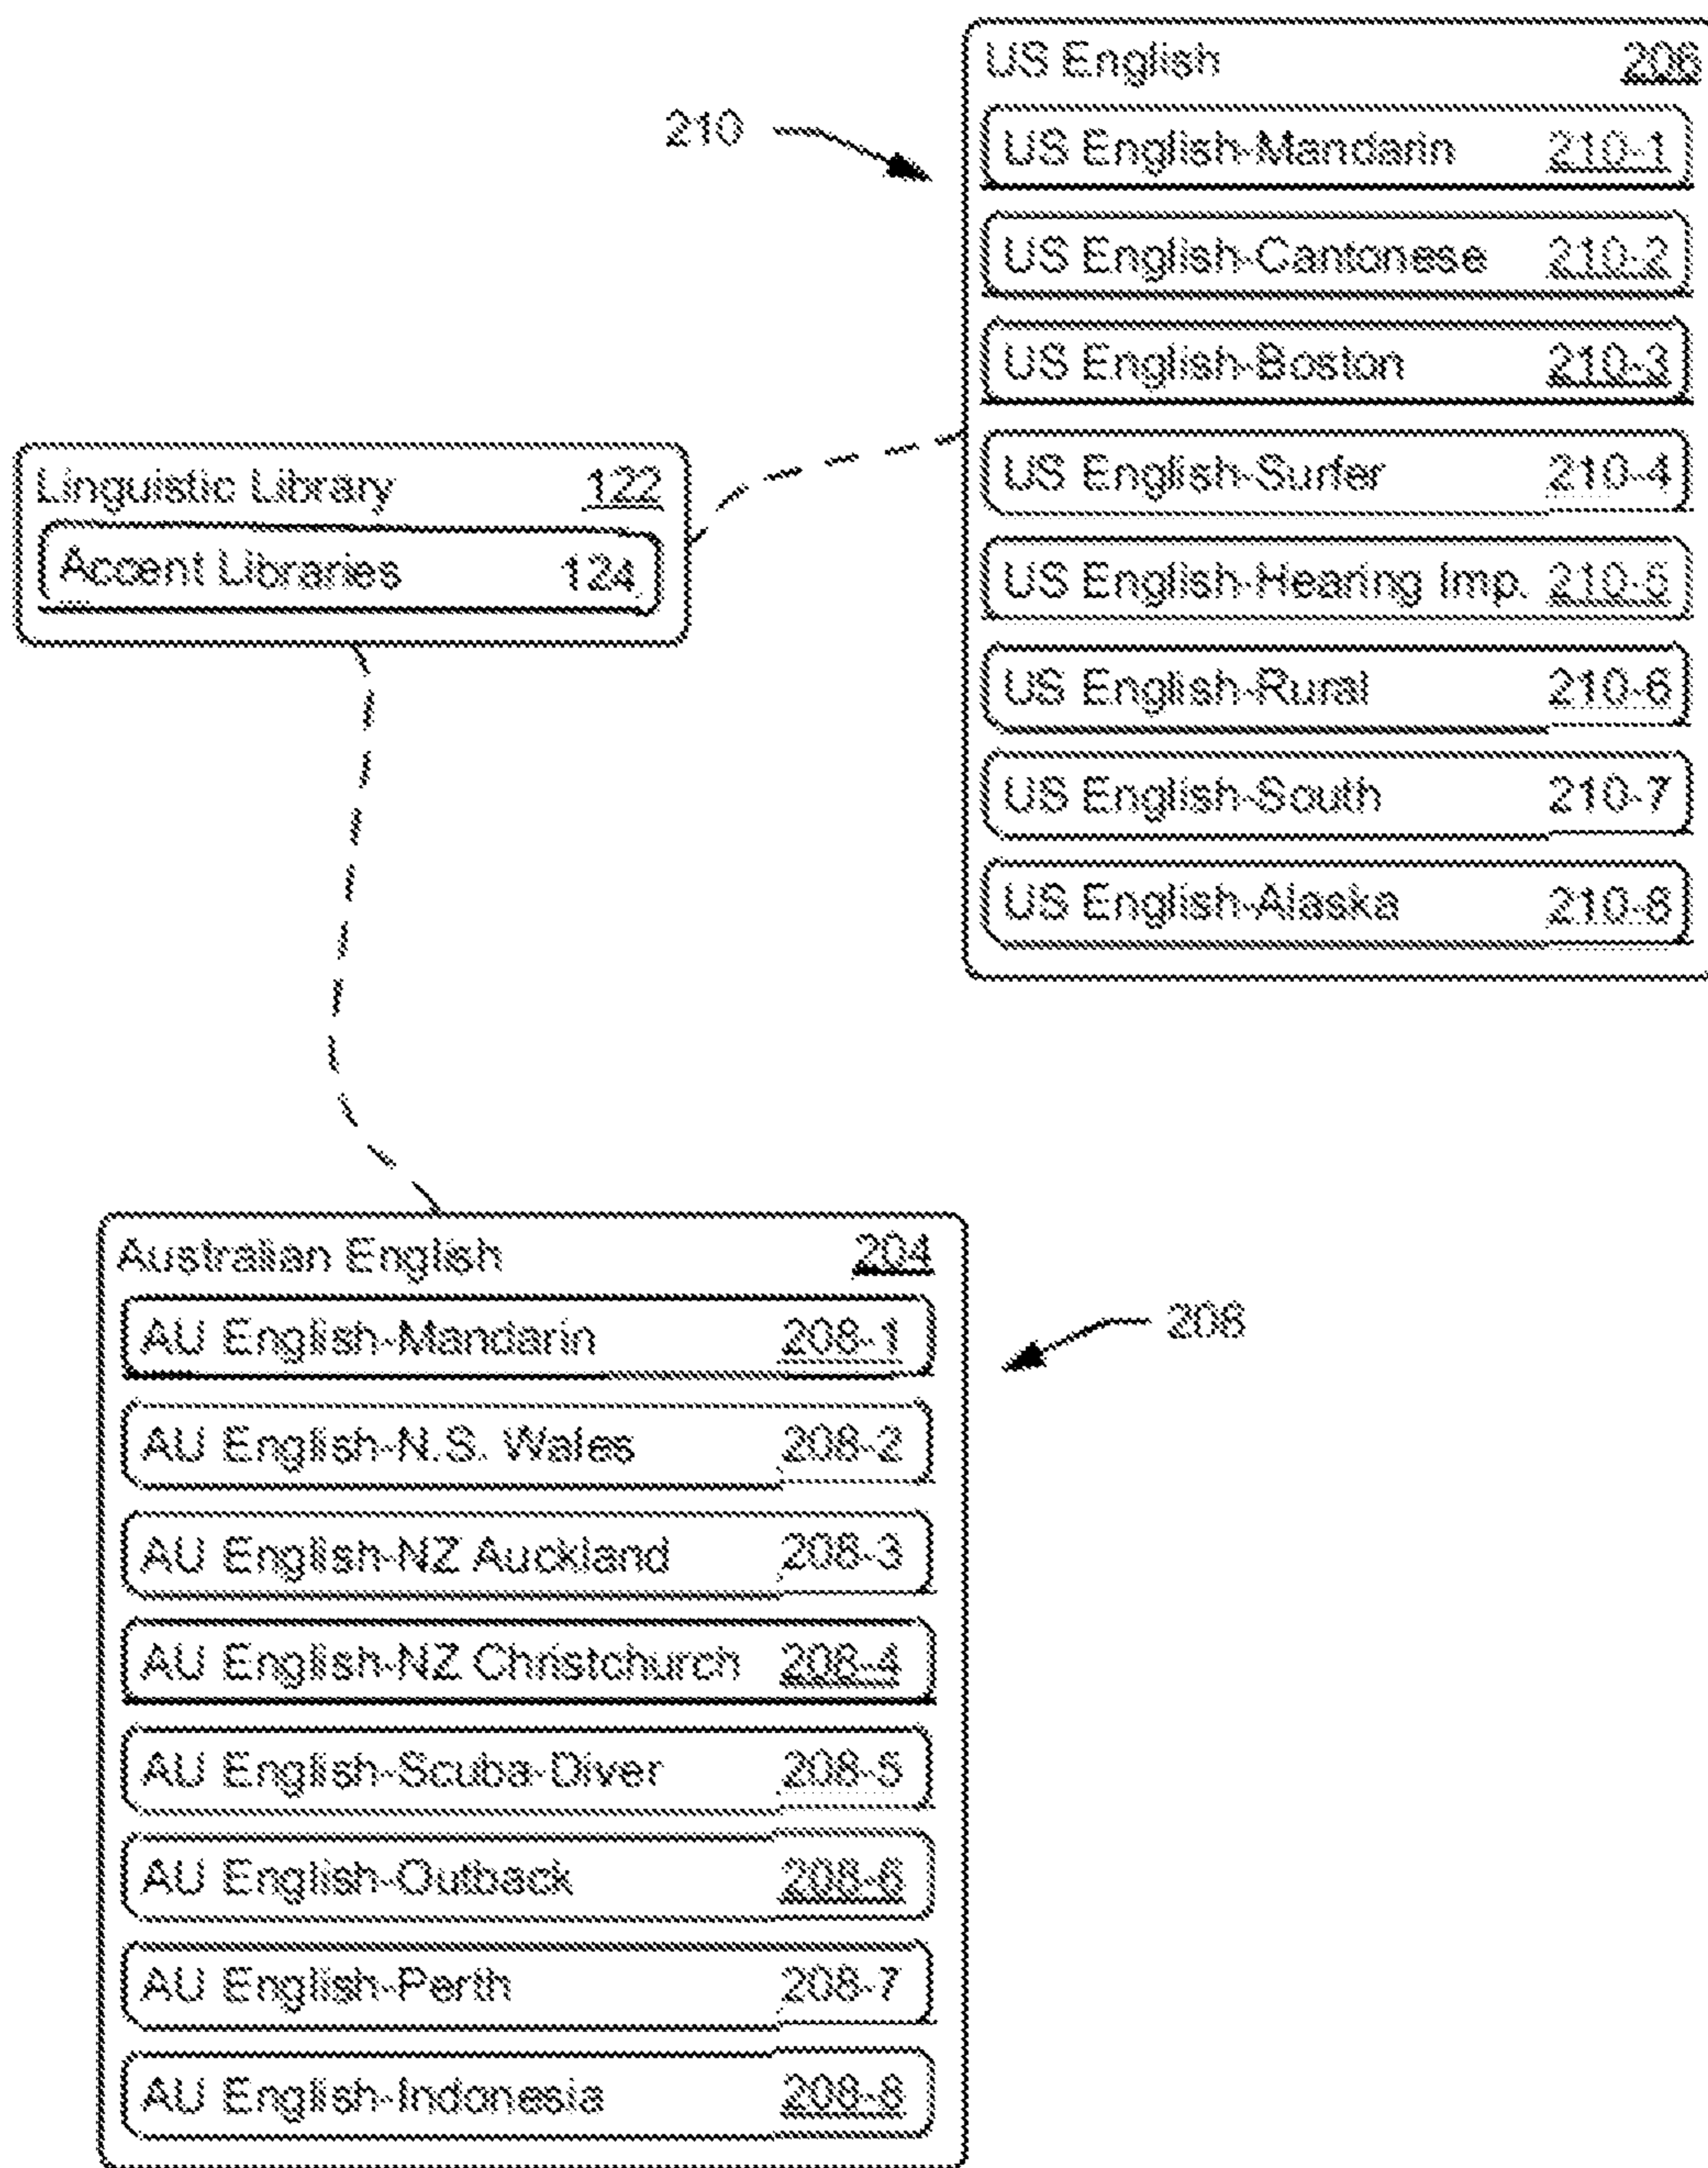 US English 206
210
US English-Mandarin 210-1
US English-Cantonese 210-2
US English-Boston 210-3
US English-Surfer 210-4
US English-Hearing Imp. 210-5
US English-Rural 210-6
US English-South 210-7
US English-Alaska 210-8
Linguistic Library 122
Accent Libraries 124
Australian English 204
208
AU English-Mandarin 208-1
AU English-N.S. Wales 208-2
AU English-NZ Auckland 208-3
AU English-NZ Christchurch 208-4
AU English-Scuba-Diver 208-5
AU English-Outback 208-6
AU English-Perth 208-7
AU English-Indonesia 208-8